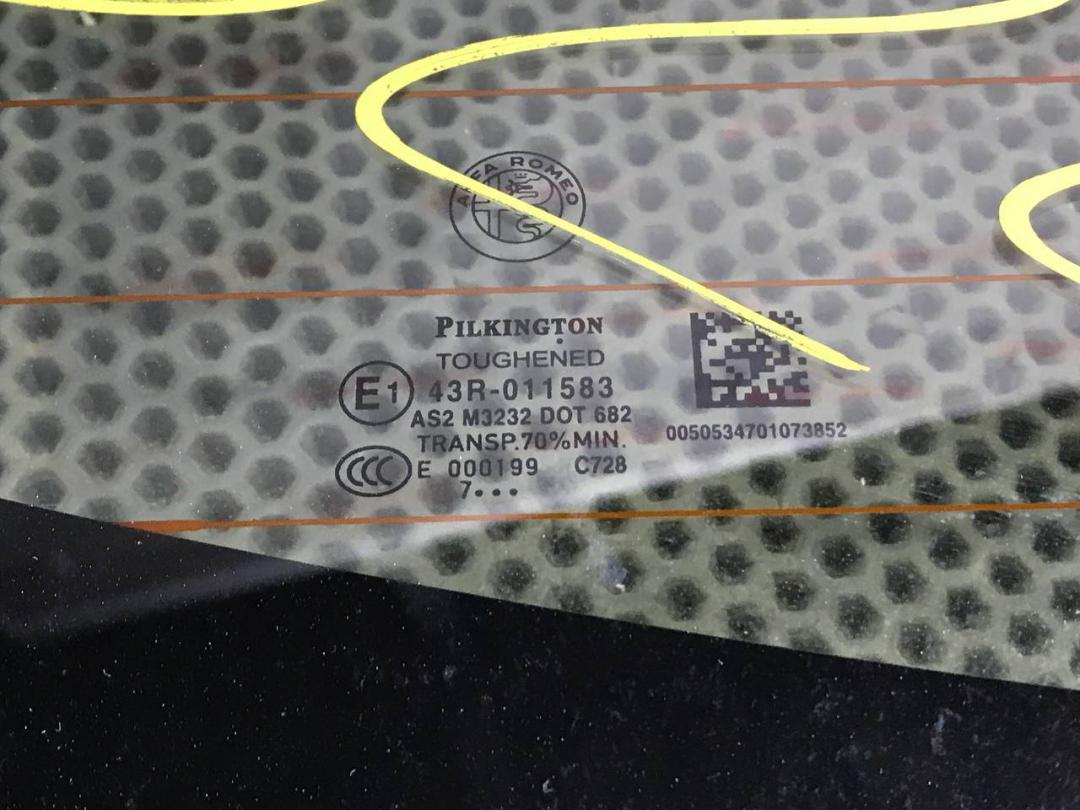 ALFA ROMEO
PILKINGTON
TOUGHENED
E1 43R-011583
AS2 M3232 DOT 682
TRANSP.70%MIN.
CCC E 000199 C728
7...
0050534701073852